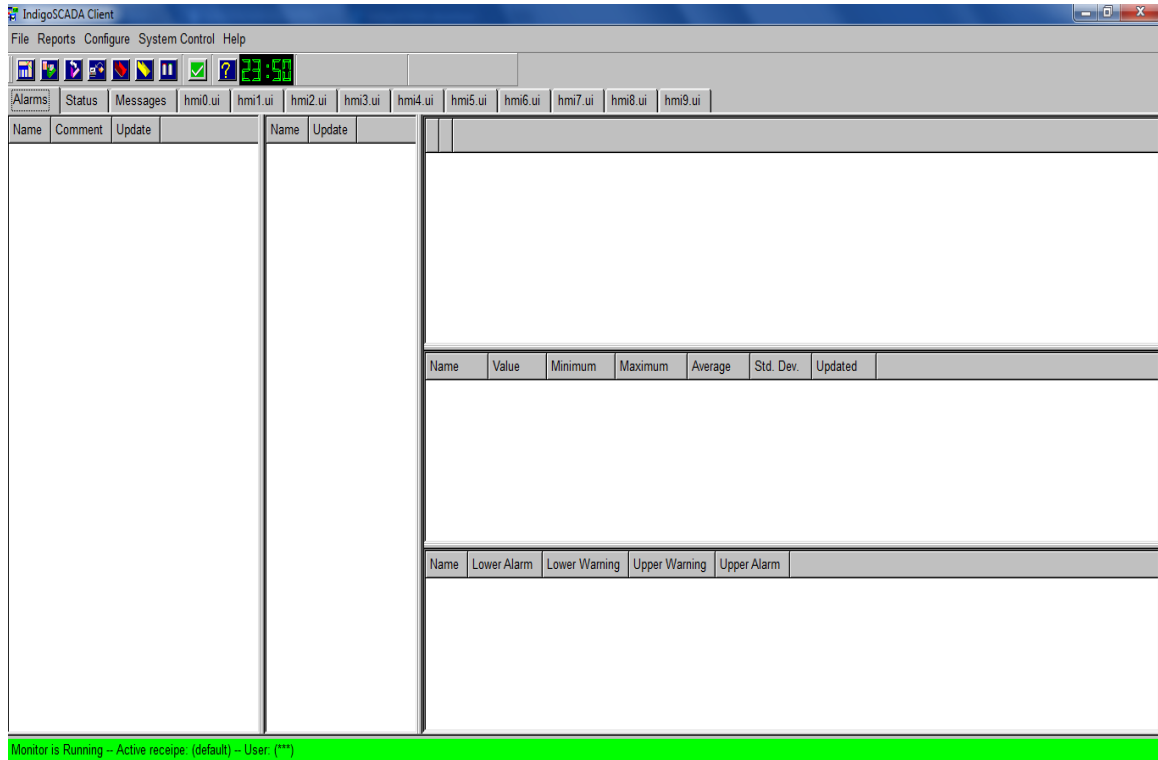 IndigoSCADA Client
File Reports Configure System Control Help
? 23:50
Alarms Status Messages hmi0.ui hmi1.ui hmi2.ui hmi3.ui hmi4.ui hmi5.ui hmi6.ui hmi7.ui hmi8.ui hmi9.ui
Name Comment Update
Name Update
Name Value Minimum Maximum Average Std. Dev. Updated
Name Lower Alarm Lower Warning Upper Warning Upper Alarm
Monitor is Running -- Active receipe: (default) -- User: (***)